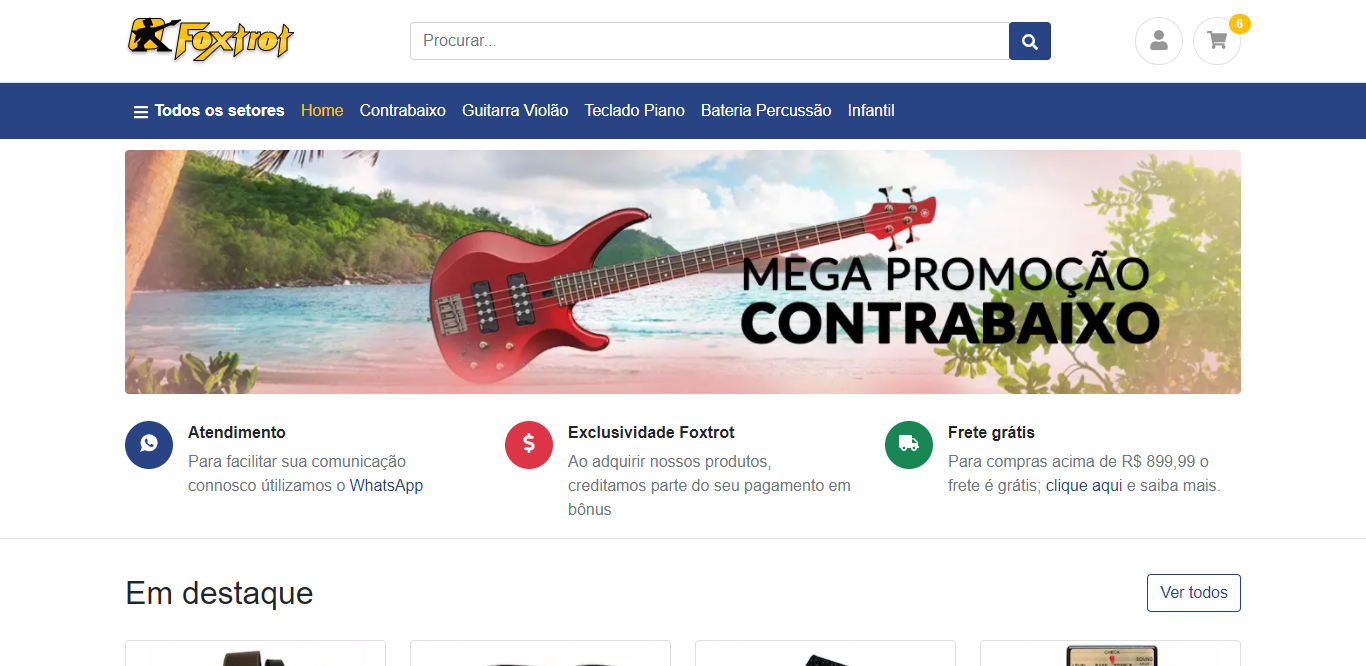 Foxtrot
Procurar...
6
Todos os setores Home Contrabaixo Guitarra Violão Teclado Piano Bateria Percussão Infantil
MEGA PROMOÇÃO
CONTRABAIXO
Atendimento
Para facilitar sua comunicação
connosco útilizamos o WhatsApp
Exclusividade Foxtrot
Ao adquirir nossos produtos,
creditamos parte do seu pagamento em
bônus
Frete grátis
Para compras acima de R$ 899,99 o
frete é grátis; clique aqui e saiba mais.
Em destaque
Ver todos
CHECK
SOUND